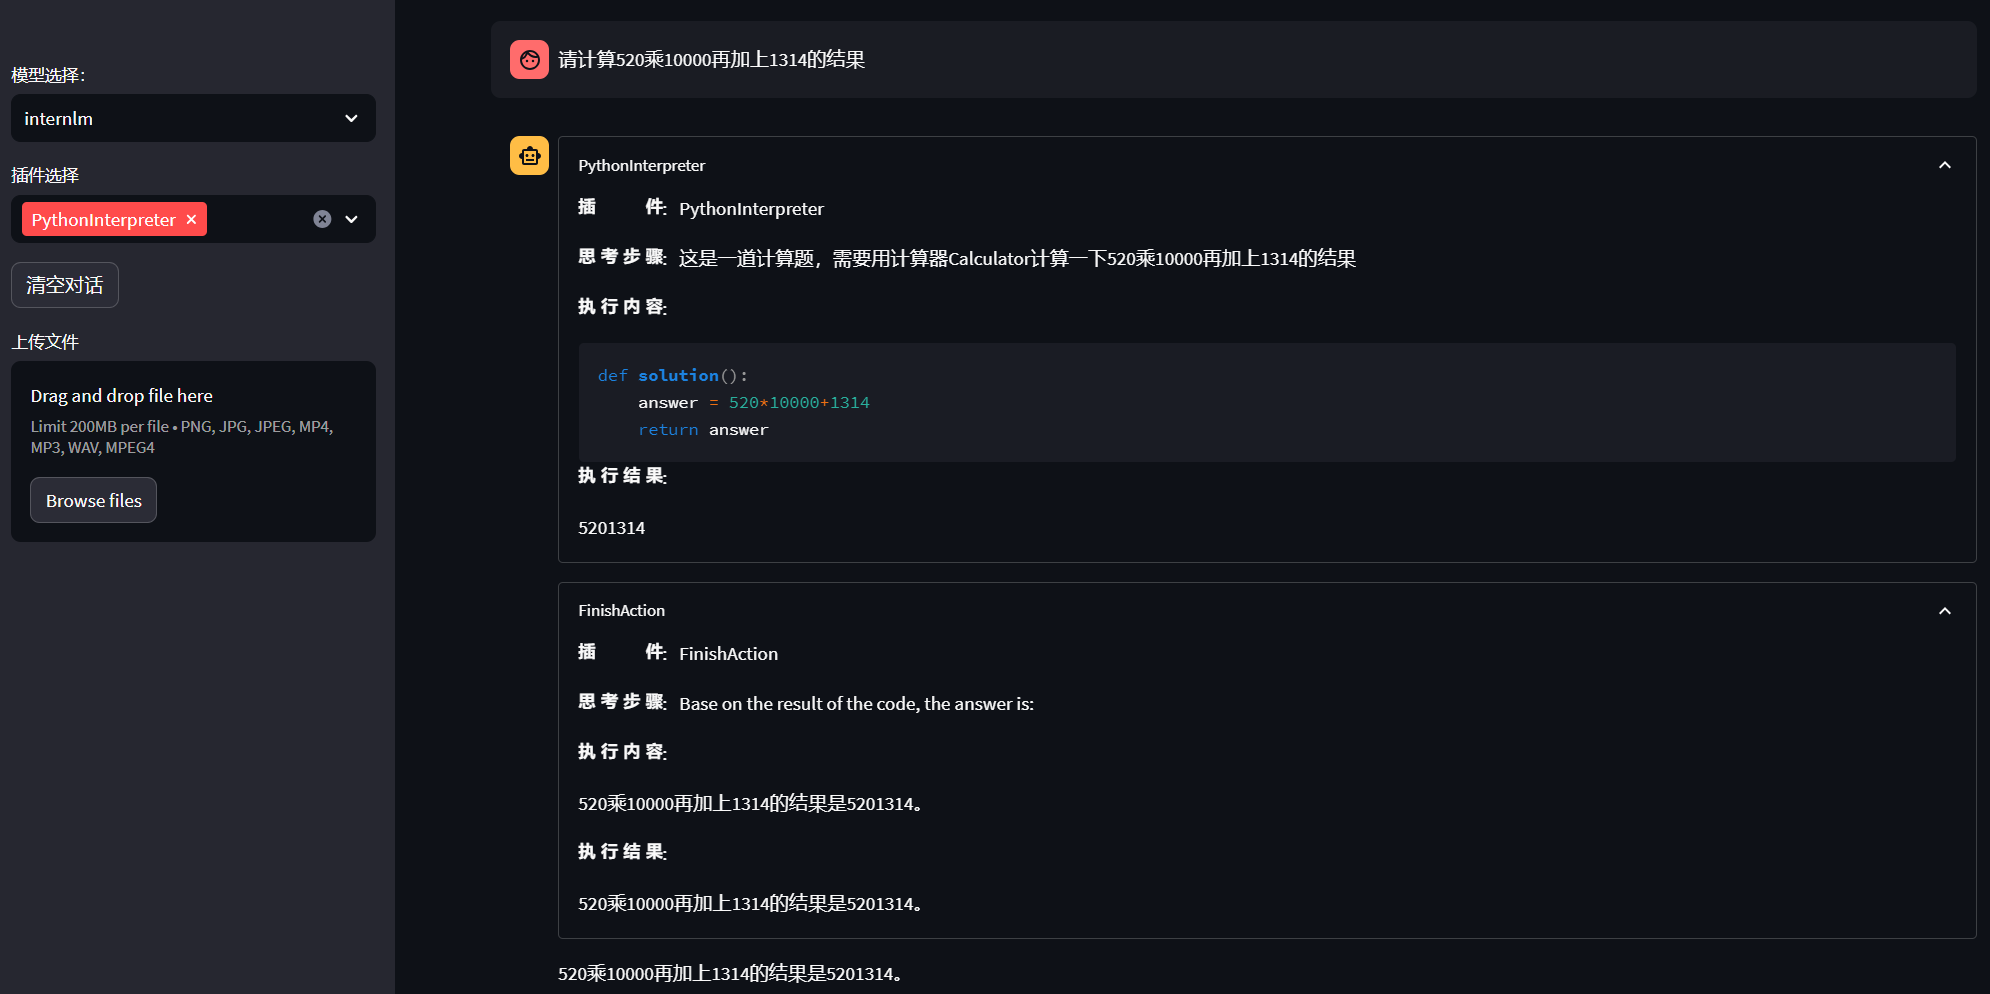 模型选择：
internlm
插件选择
PythonInterpreter ×
清空对话
上传文件
Drag and drop file here
Limit 200MB per file • PNG, JPG, JPEG, MP4,
MP3, WAV, MPEG4
Browse files
请计算520乘10000再加上1314的结果
PythonInterpreter
插 件: PythonInterpreter
思 考 步 骤: 这是一道计算题，需要用计算器Calculator计算一下520乘10000再加上1314的结果
执 行 内 容:
def solution():
    answer = 520*10000+1314
    return answer
执 行 结 果:
5201314
FinishAction
插 件: FinishAction
思 考 步 骤: Base on the result of the code, the answer is:
执 行 内 容:
520乘10000再加上1314的结果是5201314。
执 行 结 果:
520乘10000再加上1314的结果是5201314。
520乘10000再加上1314的结果是5201314。